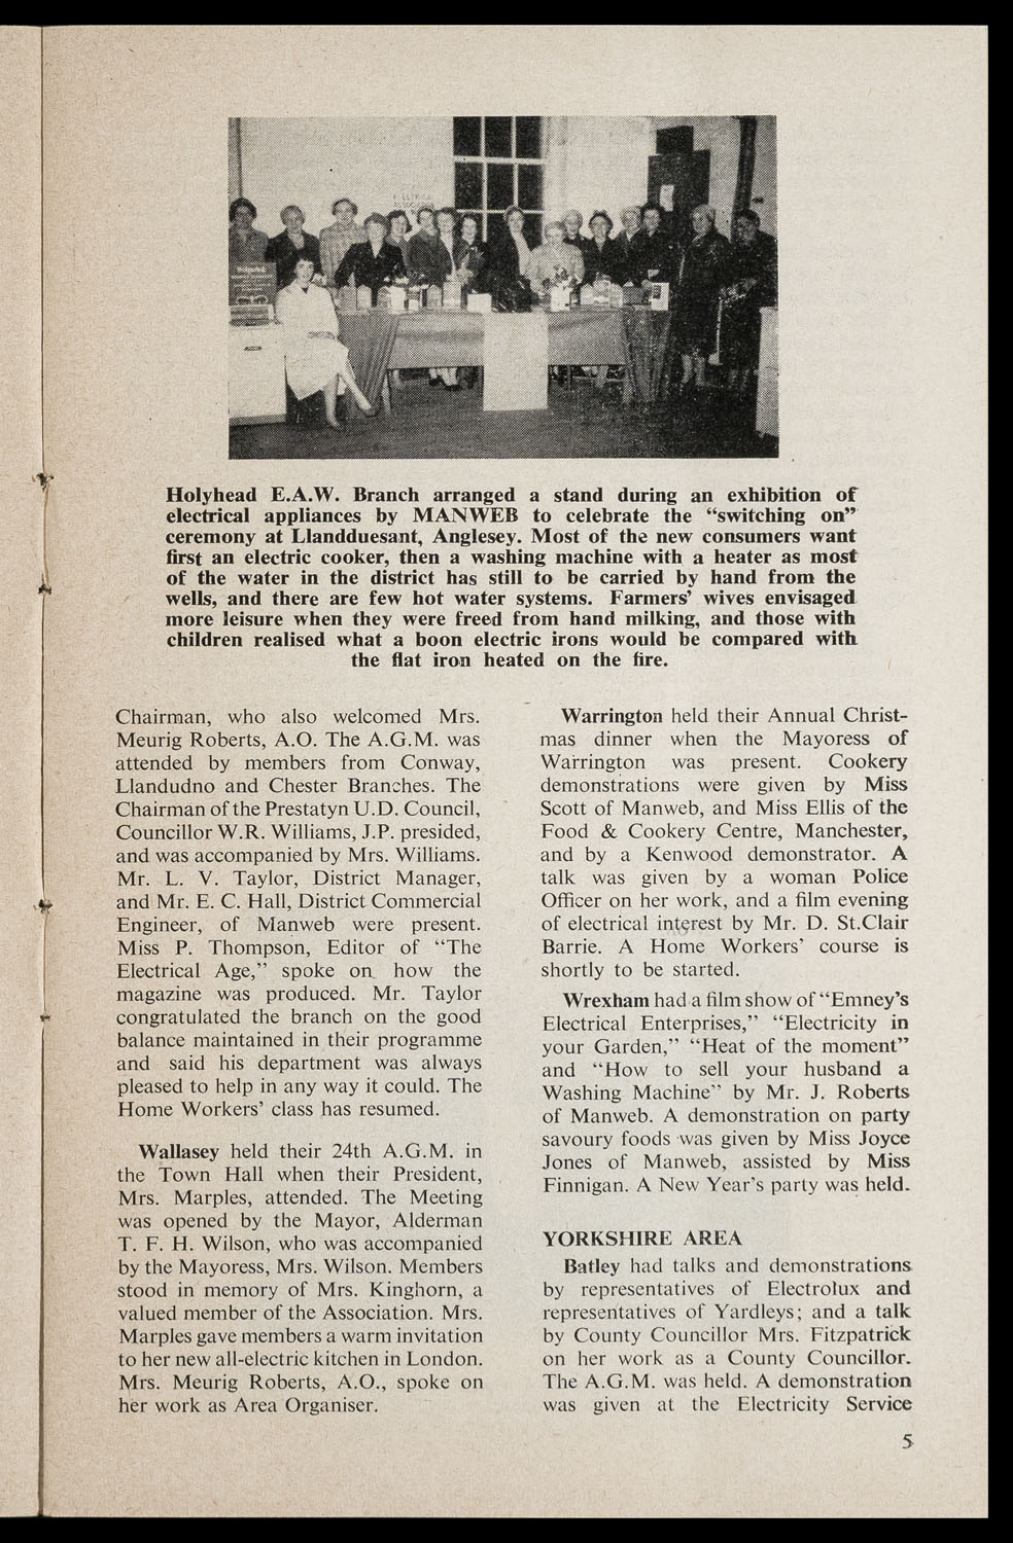 Holyhead E.A.W. Branch arranged a stand during an exhibition of
electrical appliances by MANWEB to celebrate the “switching on”
ceremony at Llandduesant, Anglesey. Most of the new consumers want
first an electric cooker, then a washing machine with a heater as most
of the water in the district has still to be carried by hand from the
wells, and there are few hot water systems. Farmers’ wives envisaged
more leisure when they were freed from hand milking, and those with
children realised what a boon electric irons would be compared with
the flat iron heated on the fire.
Chairman, who also welcomed Mrs.
Meurig Roberts, A.O. The A.G.M. was
attended by members from Conway,
Llandudno and Chester Branches. The
Chairman of the Prestatyn U.D. Council,
Councillor W.R. Williams, J.P. presided,
and was accompanied by Mrs. Williams.
Mr. L. V. Taylor, District Manager,
and Mr. E. C. Hall, District Commercial
Engineer, of Manweb were present.
Miss P. Thompson, Editor of “The
Electrical Age,” spoke on how the
magazine was produced. Mr. Taylor
congratulated the branch on the good
balance maintained in their programme
and said his department was always
pleased to help in any way it could. The
Home Workers’ class has resumed.
Wallasey held their 24th A.G.M. in
the Town Hall when their President,
Mrs. Marples, attended. The Meeting
was opened by the Mayor, Alderman
T. F. H. Wilson, who was accompanied
by the Mayoress, Mrs. Wilson. Members
stood in memory of Mrs. Kinghorn, a
valued member of the Association. Mrs.
Marples gave members a warm invitation
to her new all-electric kitchen in London.
Mrs. Meurig Roberts, A.O., spoke on
her work as Area Organiser.
Warrington held their Annual Christ-
mas dinner when the Mayoress of
Warrington was present. Cookery
demonstrations were given by Miss
Scott of Manweb, and Miss Ellis of the
Food & Cookery Centre, Manchester,
and by a Kenwood demonstrator. A
talk was given by a woman Police
Officer on her work, and a film evening
of electrical interest by Mr. D. St.Clair
Barrie. A Home Workers’ course is
shortly to be started.
Wrexham had a film show of “Emney’s
Electrical Enterprises,” “Electricity in
your Garden,” “Heat of the moment”
and “How to sell your husband a
Washing Machine” by Mr. J. Roberts
of Manweb. A demonstration on party
savoury foods was given by Miss Joyce
Jones of Manweb, assisted by Miss
Finnigan. A New Year’s party was held.
YORKSHIRE AREA
Batley had talks and demonstrations
by representatives of Electrolux and
representatives of Yardleys; and a talk
by County Councillor Mrs. Fitzpatrick
on her work as a County Councillor.
The A.G.M. was held. A demonstration
was given at the Electricity Service
5